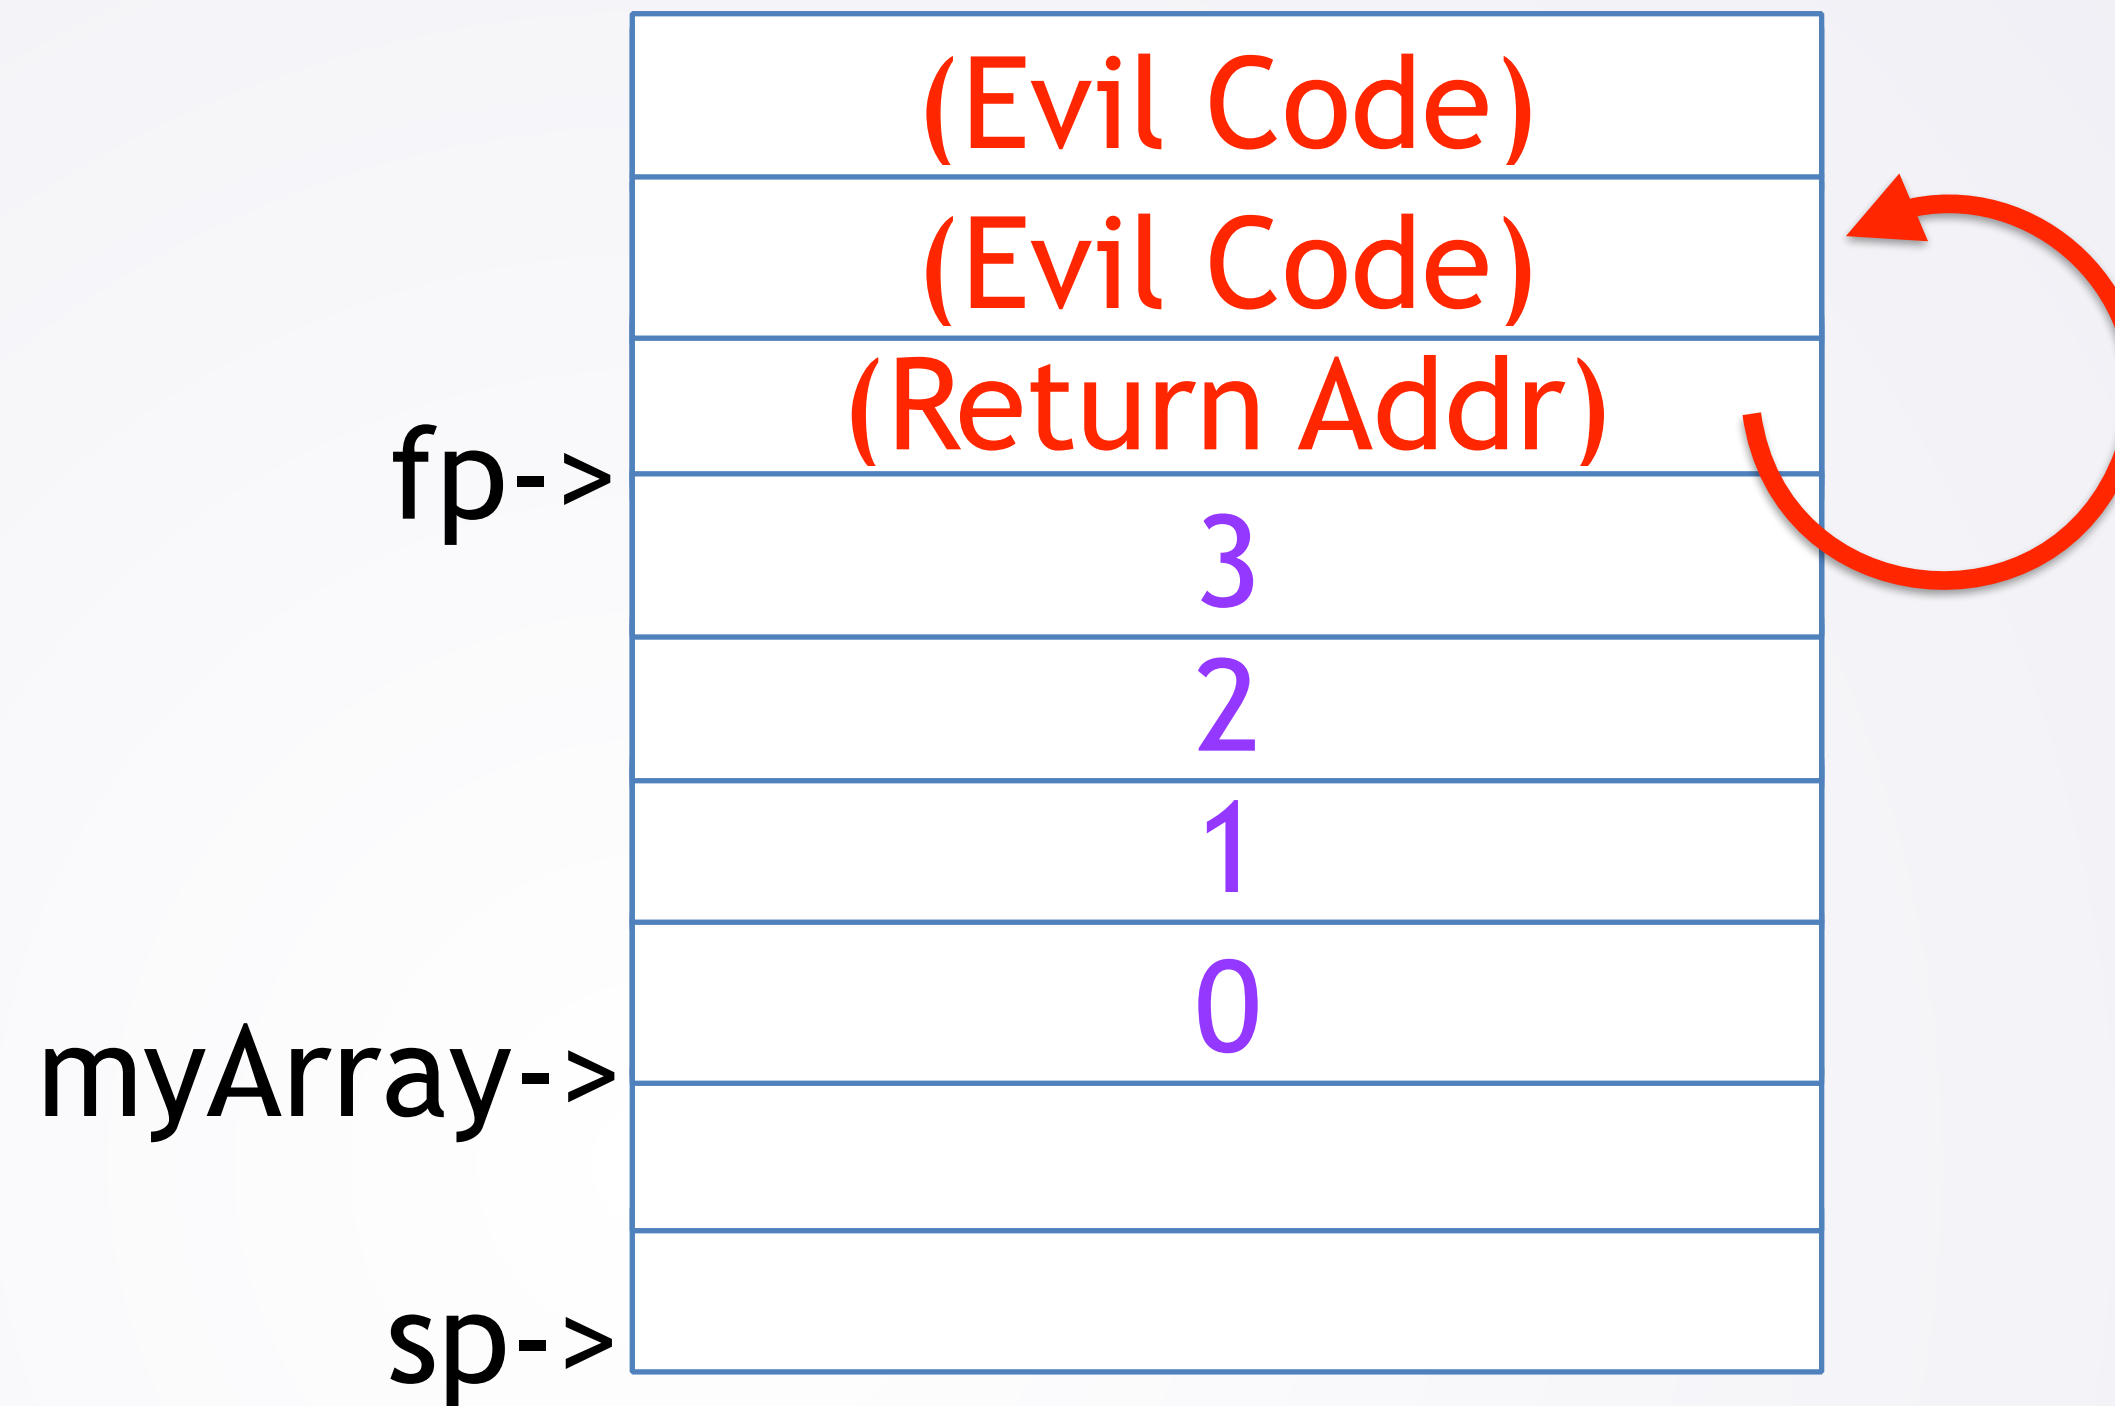 (Evil Code)
(Evil Code)
(Return Addr)
fp->
3
2
1
0
myArray->
sp->